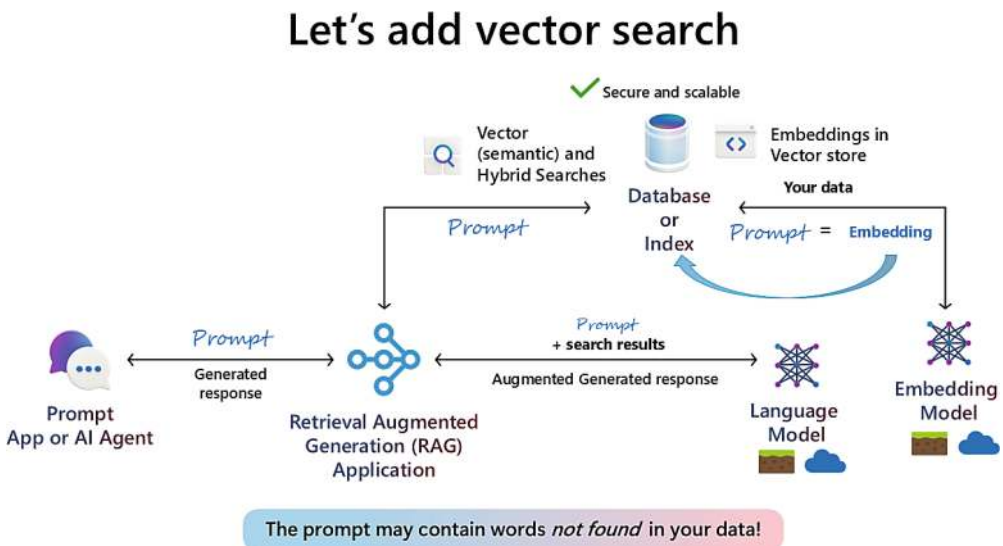 Let's add vector search
Secure and scalable
Vector
(semantic) and
Hybrid Searches
Embeddings in
Vector store
Database
or
Index
Your data
Prompt
Prompt = Embedding
Prompt
Generated
response
Prompt
+ search results
Augmented Generated response
Prompt
App or AI Agent
Retrieval Augmented
Generation (RAG)
Application
Language
Model
Embedding
Model
The prompt may contain words not found in your data!